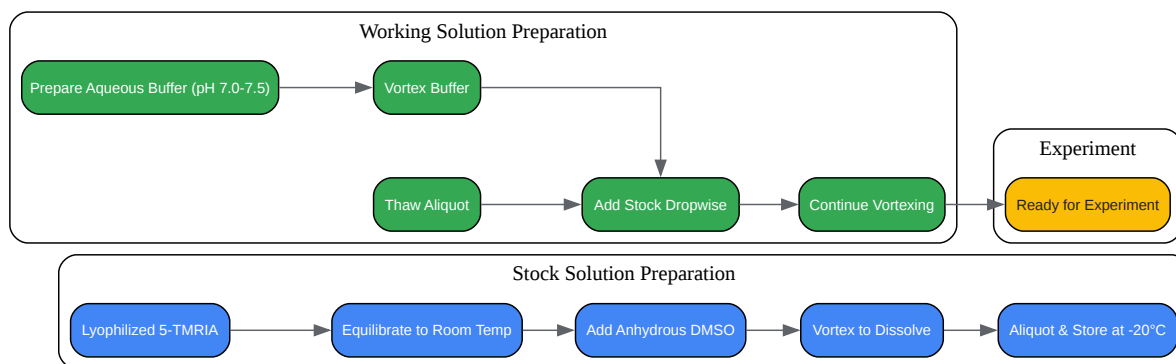 Working Solution Preparation
Prepare Aqueous Buffer (pH 7.0-7.5)
Vortex Buffer
Thaw Aliquot
Add Stock Dropwise
Continue Vortexing
Experiment
Ready for Experiment
Stock Solution Preparation
Lyophilized 5-TMRIA
Equilibrate to Room Temp
Add Anhydrous DMSO
Vortex to Dissolve
Aliquot & Store at -20°C